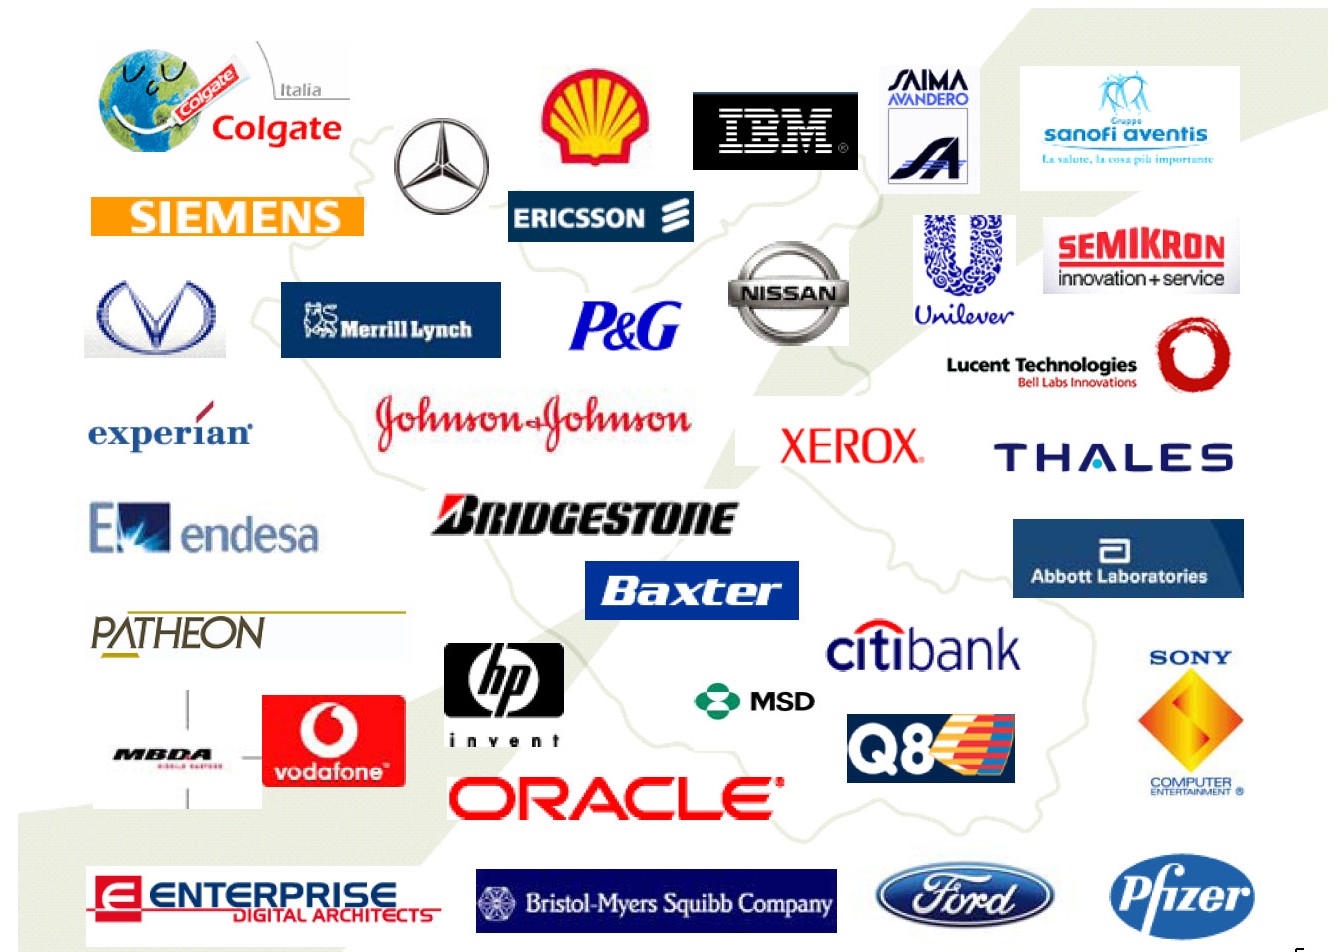 Colgate
Italia
Colgate
IBM®
SAIMA
AVANDERO
SA
Gruppo
sanofi aventis
La salute, la cosa più importante
SIEMENS
ERICSSON
NISSAN
Unilever
SEMIKRON
innovation + service
Merrill Lynch
P&G
Lucent Technologies
Bell Labs Innovations
experian
Johnson & Johnson
XEROX®
THALES
endesa
BRIDGESTONE
Baxter
Abbott Laboratories
PATHEON
hp
invent
citibank
MSD
SONY
COMPUTER
ENTERTAINMENT ®
MBDA
vodafone™
Q8
ORACLE®
ENTERPRISE
DIGITAL ARCHITECTS
Bristol-Myers Squibb Company
Ford
Pfizer